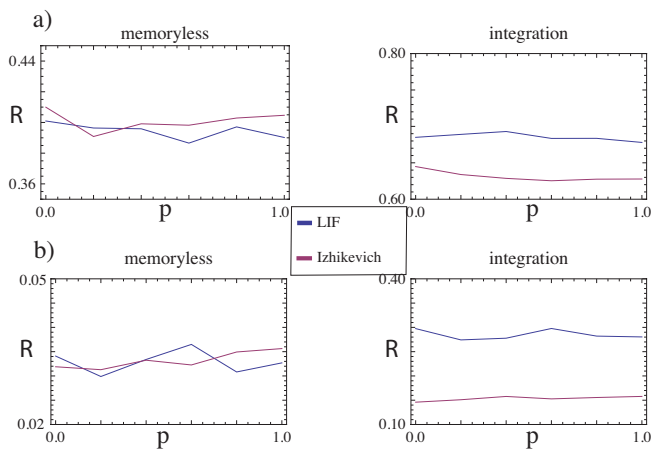 a)
memoryless
integration
0.44
R
0.36
0.0
p
1.0
0.80
R
0.60
0.0
p
1.0
LIF
Izhikevich
b)
memoryless
integration
0.05
R
0.02
0.0
p
1.0
0.40
R
0.10
0.0
p
1.0